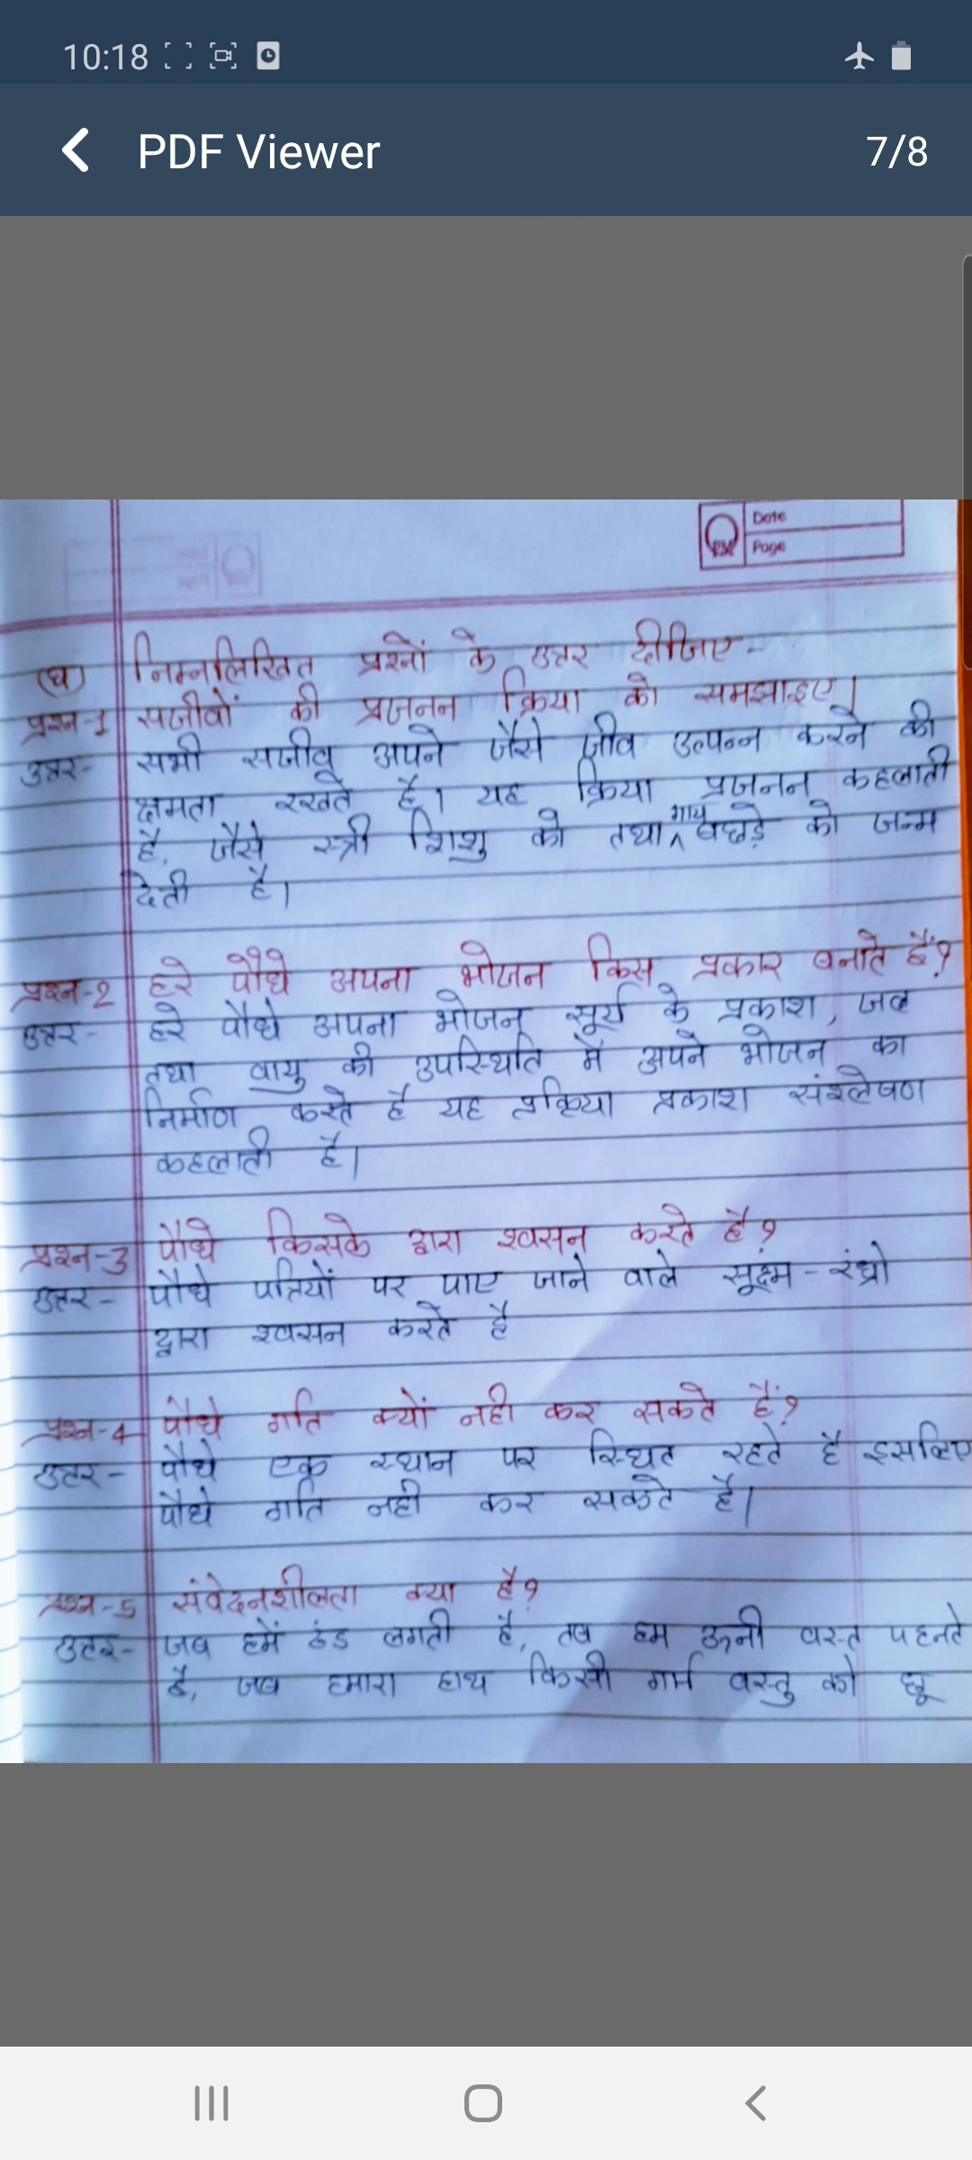 10:18
PDF Viewer
7/8
Date
Page
(घ) निम्नलिखित प्रश्नों के उत्तर दीजिए-
प्रश्न-1 सजीवों की प्रजनन क्रिया को समझाइए।
उत्तर- सभी सजीव अपने जैसे जीव उत्पन्न करने की
क्षमता रखते है। यह क्रिया प्रजनन कहलाती
है, जैसे स्त्री शिशु को तथा गाय बछड़े को जन्म
देती है।
प्रश्न-2 हरे पौधे अपना भोजन किस प्रकार बनाते हैं?
उत्तर- हरे पौधे अपना भोजन सूर्य के प्रकाश, जल
तथा वायु की उपस्थिति में अपने भोजन का
निर्माण करते है यह प्रक्रिया प्रकाश संश्लेषण
कहलाती है।
प्रश्न-3 पौधे किसके द्वारा श्वसन करते है?
उत्तर- पौधे पत्तियों पर पाए जाने वाले सूक्ष्म-रंध्रो
द्वारा श्वसन करते है
प्रश्न-4 पौधे गति क्यों नही कर सकते हैं?
उत्तर- पौधे एक स्थान पर स्थित रहते है इसलिए
पौधे गति नही कर सकते है।
प्रश्न-5 संवेदनशीलता क्या है?
उत्तर- जब हमें ठंड लगती है, तब हम ऊनी वस्त्र पहनते
है, जब हमारा हाथ किसी गर्म वस्तु को छू